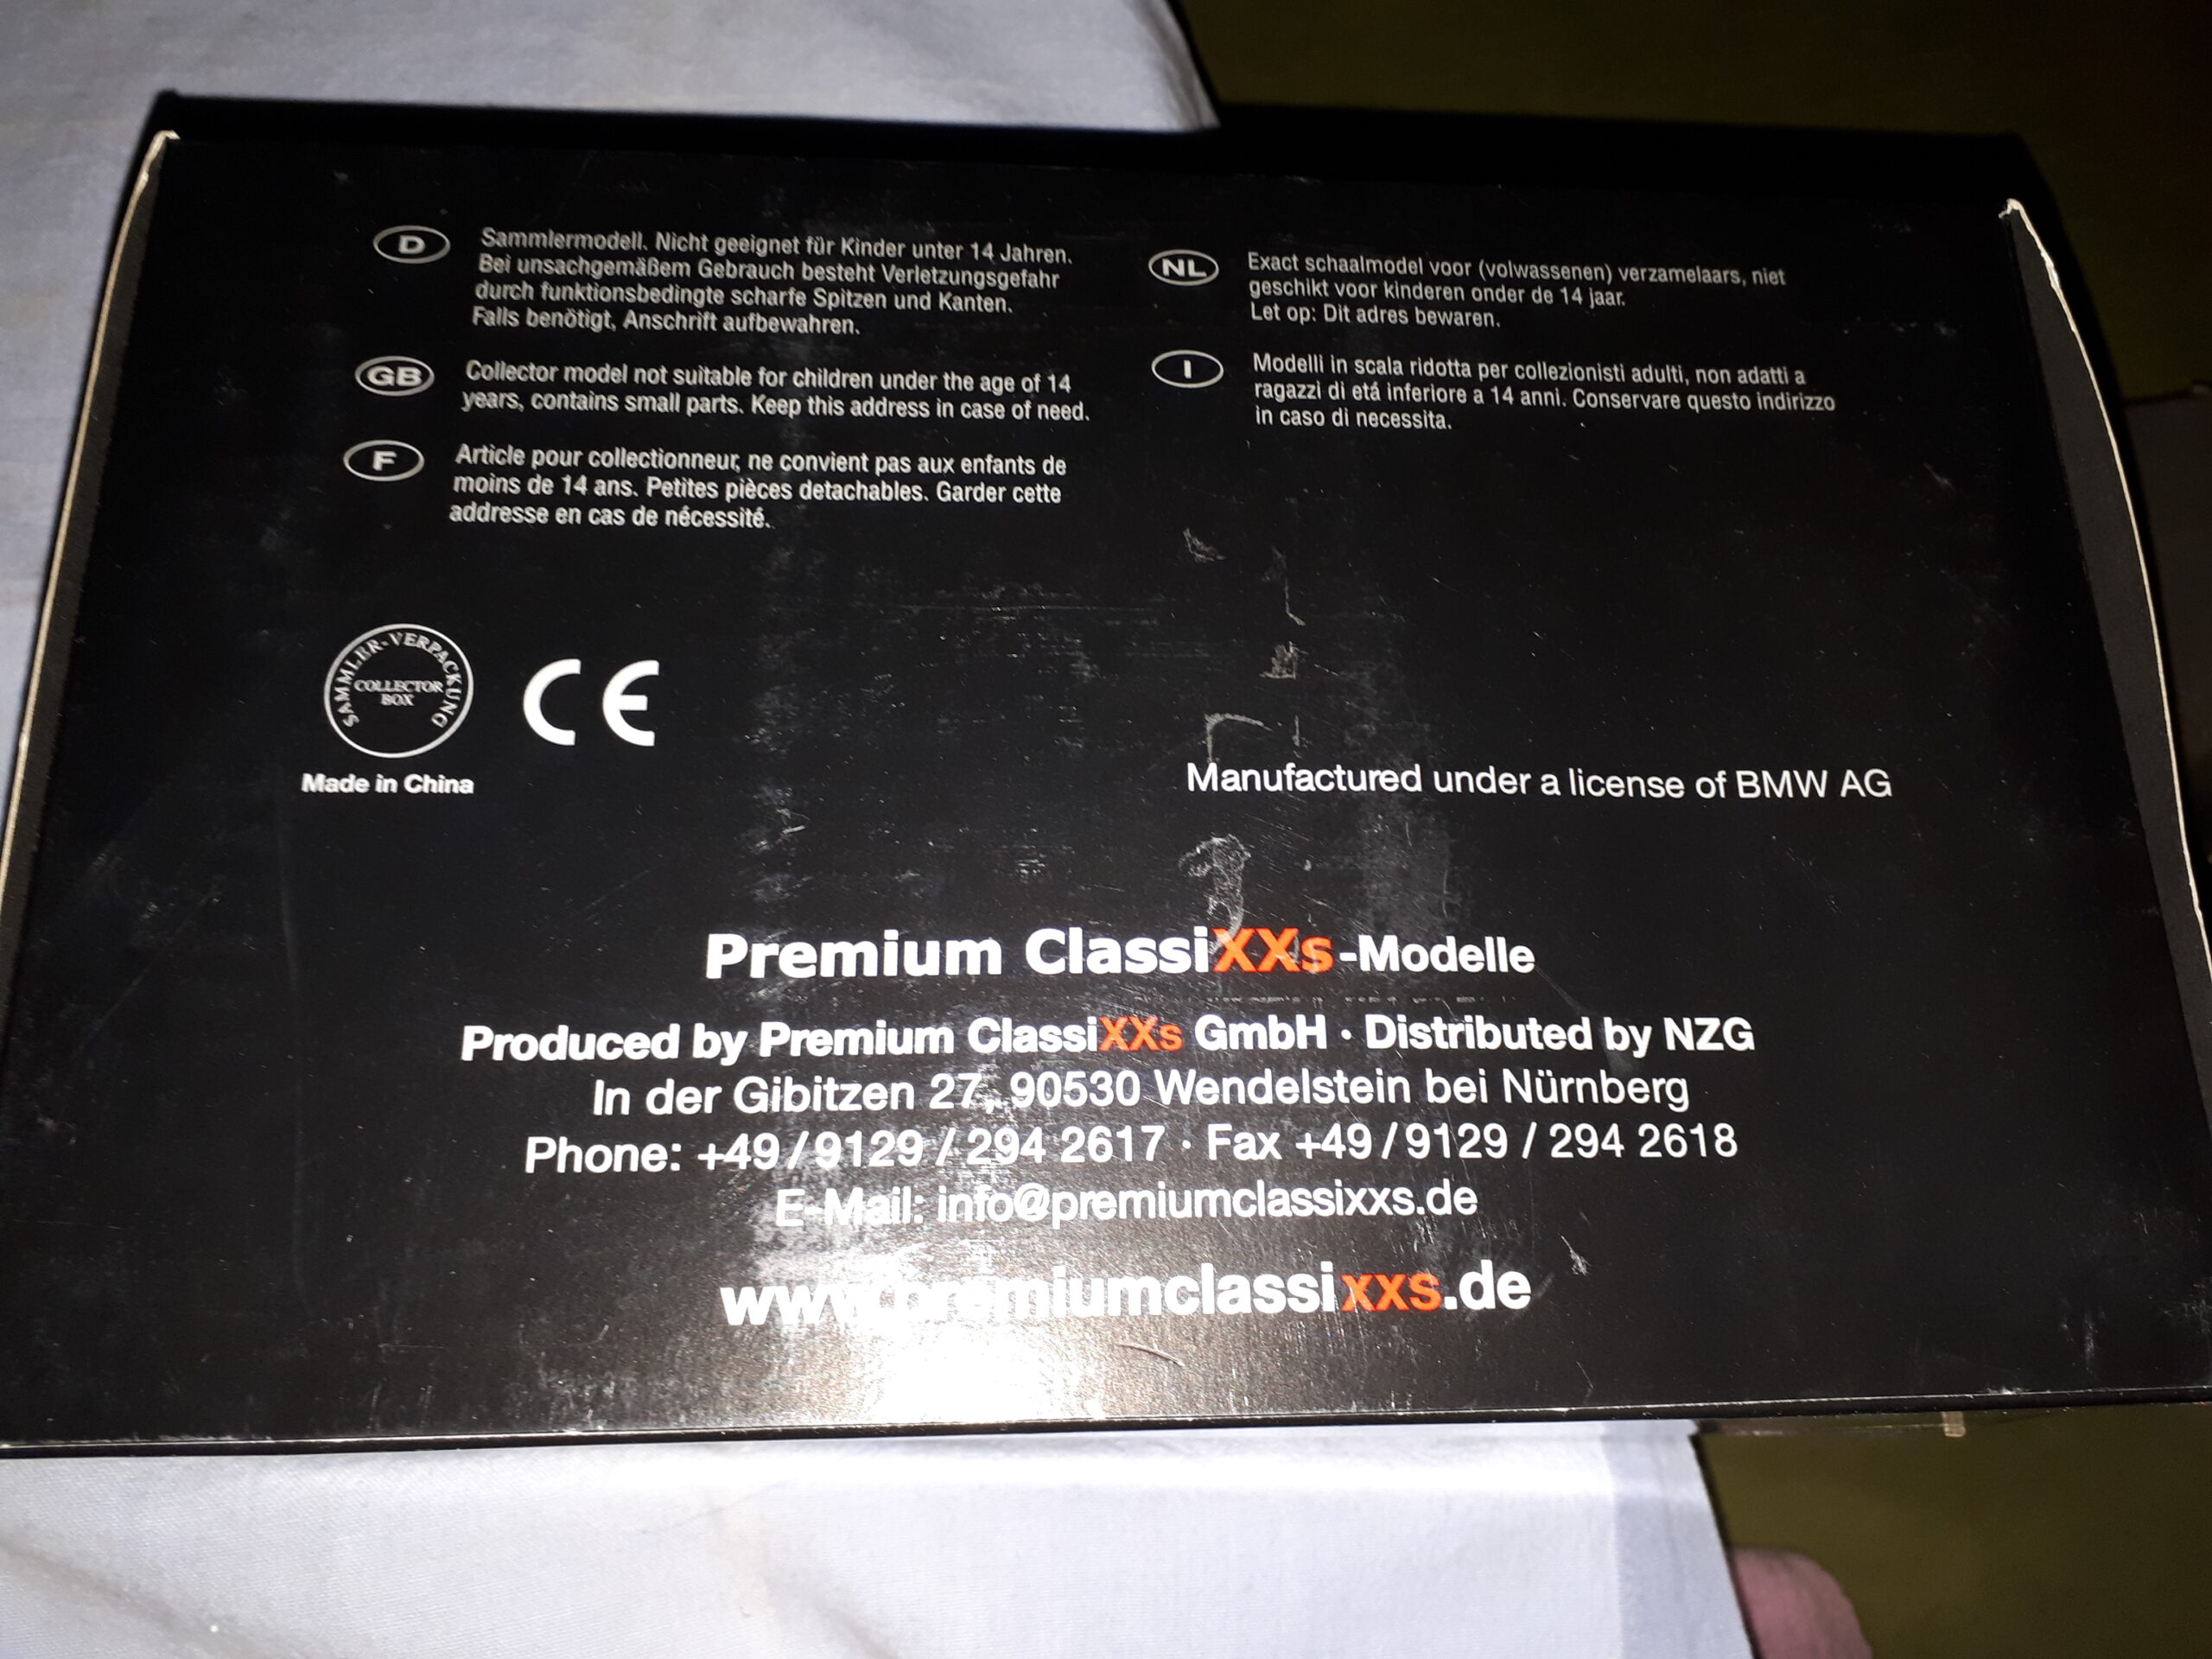 D
Sammlermodell. Nicht geeignet für Kinder unter 14 Jahren.
Bei unsachgemäßem Gebrauch besteht Verletzungsgefahr
durch funktionsbedingte scharfe Spitzen und Kanten.
Falls benötigt, Anschrift aufbewahren.
GB
Collector model not suitable for children under the age of 14
years, contains small parts. Keep this address in case of need.
F
Article pour collectionneur, ne convient pas aux enfants de
moins de 14 ans. Petites pièces detachables. Garder cette
addresse en cas de nécessité.
NL
Exact schaalmodel voor (volwassenen) verzamelaars, niet
geschikt voor kinderen onder de 14 jaar.
Let op: Dit adres bewaren.
I
Modelli in scala ridotta per collezionisti adulti, non adatti a
ragazzi di etá inferiore a 14 anni. Conservare questo indirizzo
in caso di necessita.
SAMMLER-VERPACKUNG
COLLECTOR
BOX
CE
Made in China
Manufactured under a license of BMW AG
Premium ClassiXXs-Modelle
Produced by Premium ClassiXXs GmbH · Distributed by NZG
In der Gibitzen 27, 90530 Wendelstein bei Nürnberg
Phone: +49/9129 / 294 2617 · Fax +49/9129 / 294 2618
E-Mail: info@premiumclassixxs.de
www.premiumclassixxs.de